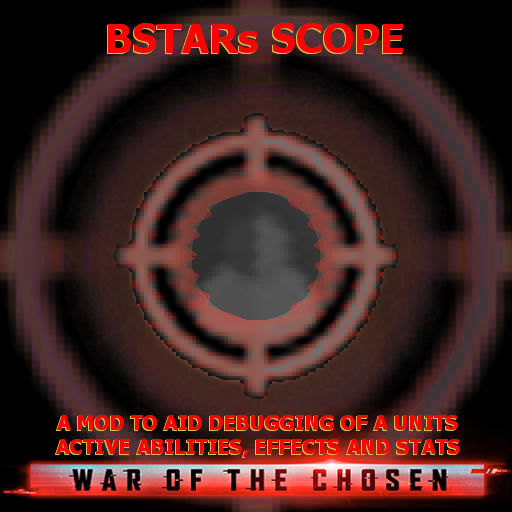 BSTARs SCOPE
A MOD TO AID DEBUGGING OF A UNITS
ACTIVE ABILITIES, EFFECTS AND STATS
WAR OF THE CHOSEN